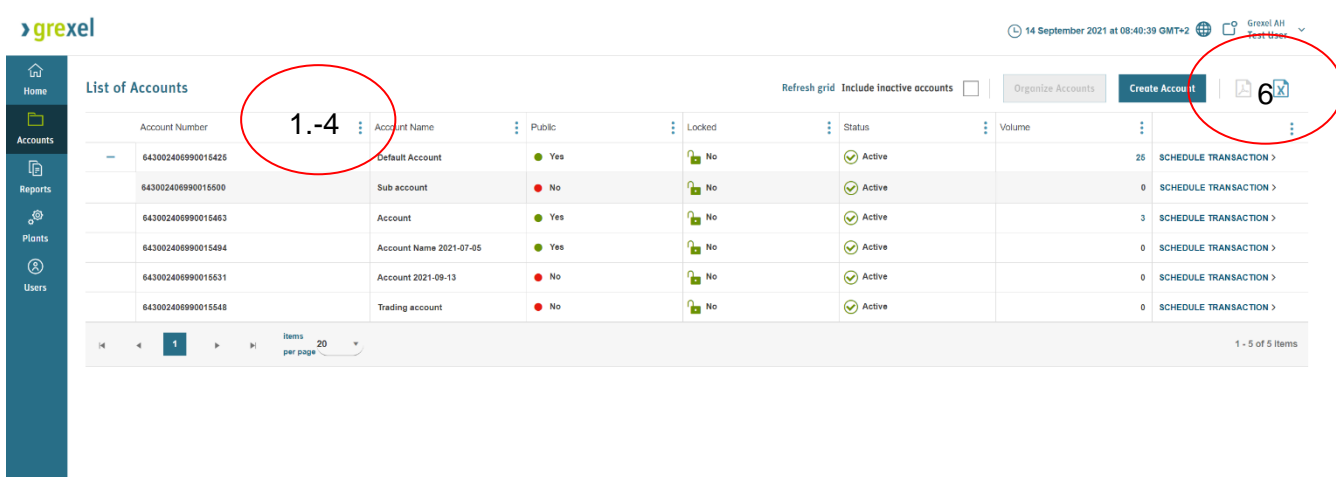 grexel
14 September 2021 at 08:40:39 GMT+2
Grexel AH
Test User
Home
Accounts
Reports
Plants
Users
List of Accounts
Refresh grid Include inactive accounts Organize Accounts Create Account
6
1.-4
Account Number Account Name Public Locked Status Volume
643002406990015425 Default Account Yes No Active 25 SCHEDULE TRANSACTION >
643002406990015500 Sub account No No Active 0 SCHEDULE TRANSACTION >
643002406990015463 Account Yes No Active 3 SCHEDULE TRANSACTION >
643002406990015494 Account Name 2021-07-05 Yes No Active 0 SCHEDULE TRANSACTION >
643002406990015531 Account 2021-09-13 No No Active 0 SCHEDULE TRANSACTION >
643002406990015548 Trading account No No Active 0 SCHEDULE TRANSACTION >
1 items per page 20 1 - 5 of 5 items